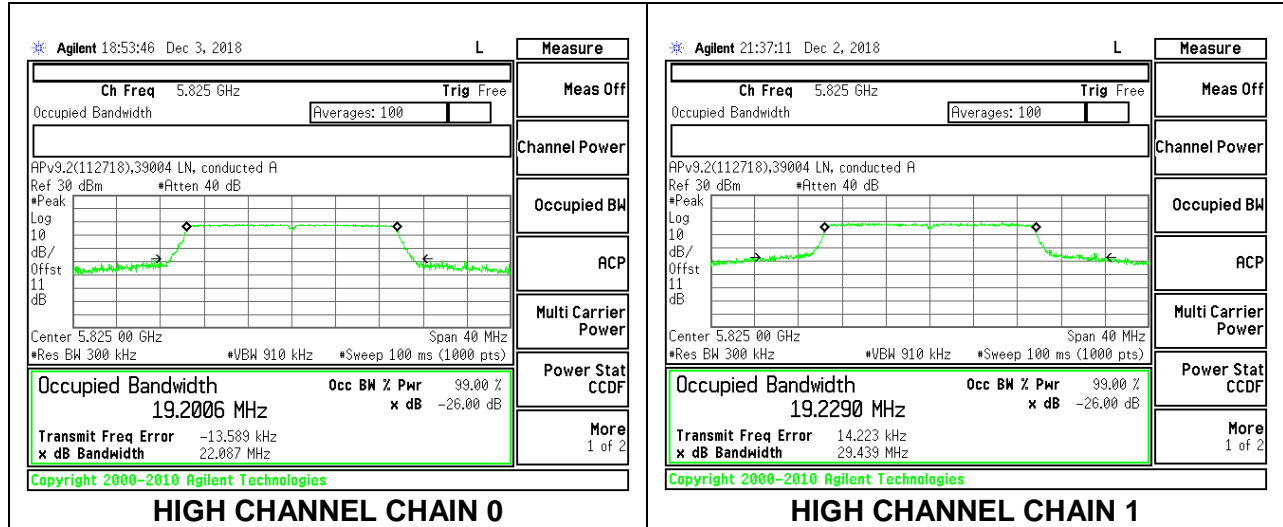 Agilent 18:53:46 Dec 3, 2018 L
Measure
Ch Freq 5.825 GHz Trig Free
Meas Off
Occupied Bandwidth Averages: 100
Channel Power
APv9.2(112718),39004 LN, conducted A
Ref 30 dBm #Atten 40 dB
#Peak
Log
10
dB/
Offst
11
dB
Occupied BW
ACP
Multi Carrier
Power
Center 5.825 00 GHz Span 40 MHz
#Res BW 300 kHz #VBW 910 kHz #Sweep 100 ms (1000 pts)
Power Stat
CCDF
Occupied Bandwidth Occ BW % Pwr 99.00 %
19.2006 MHz x dB -26.00 dB
Transmit Freq Error -13.589 kHz
x dB Bandwidth 22.087 MHz
More
1 of 2
Copyright 2000-2010 Agilent Technologies
HIGH CHANNEL CHAIN 0
Agilent 21:37:11 Dec 2, 2018 L
Measure
Ch Freq 5.825 GHz Trig Free
Meas Off
Occupied Bandwidth Averages: 100
Channel Power
APv9.2(112718),39004 LN, conducted A
Ref 30 dBm #Atten 40 dB
#Peak
Log
10
dB/
Offst
11
dB
Occupied BW
ACP
Multi Carrier
Power
Center 5.825 00 GHz Span 40 MHz
#Res BW 300 kHz #VBW 910 kHz #Sweep 100 ms (1000 pts)
Power Stat
CCDF
Occupied Bandwidth Occ BW % Pwr 99.00 %
19.2290 MHz x dB -26.00 dB
Transmit Freq Error 14.223 kHz
x dB Bandwidth 29.439 MHz
More
1 of 2
Copyright 2000-2010 Agilent Technologies
HIGH CHANNEL CHAIN 1